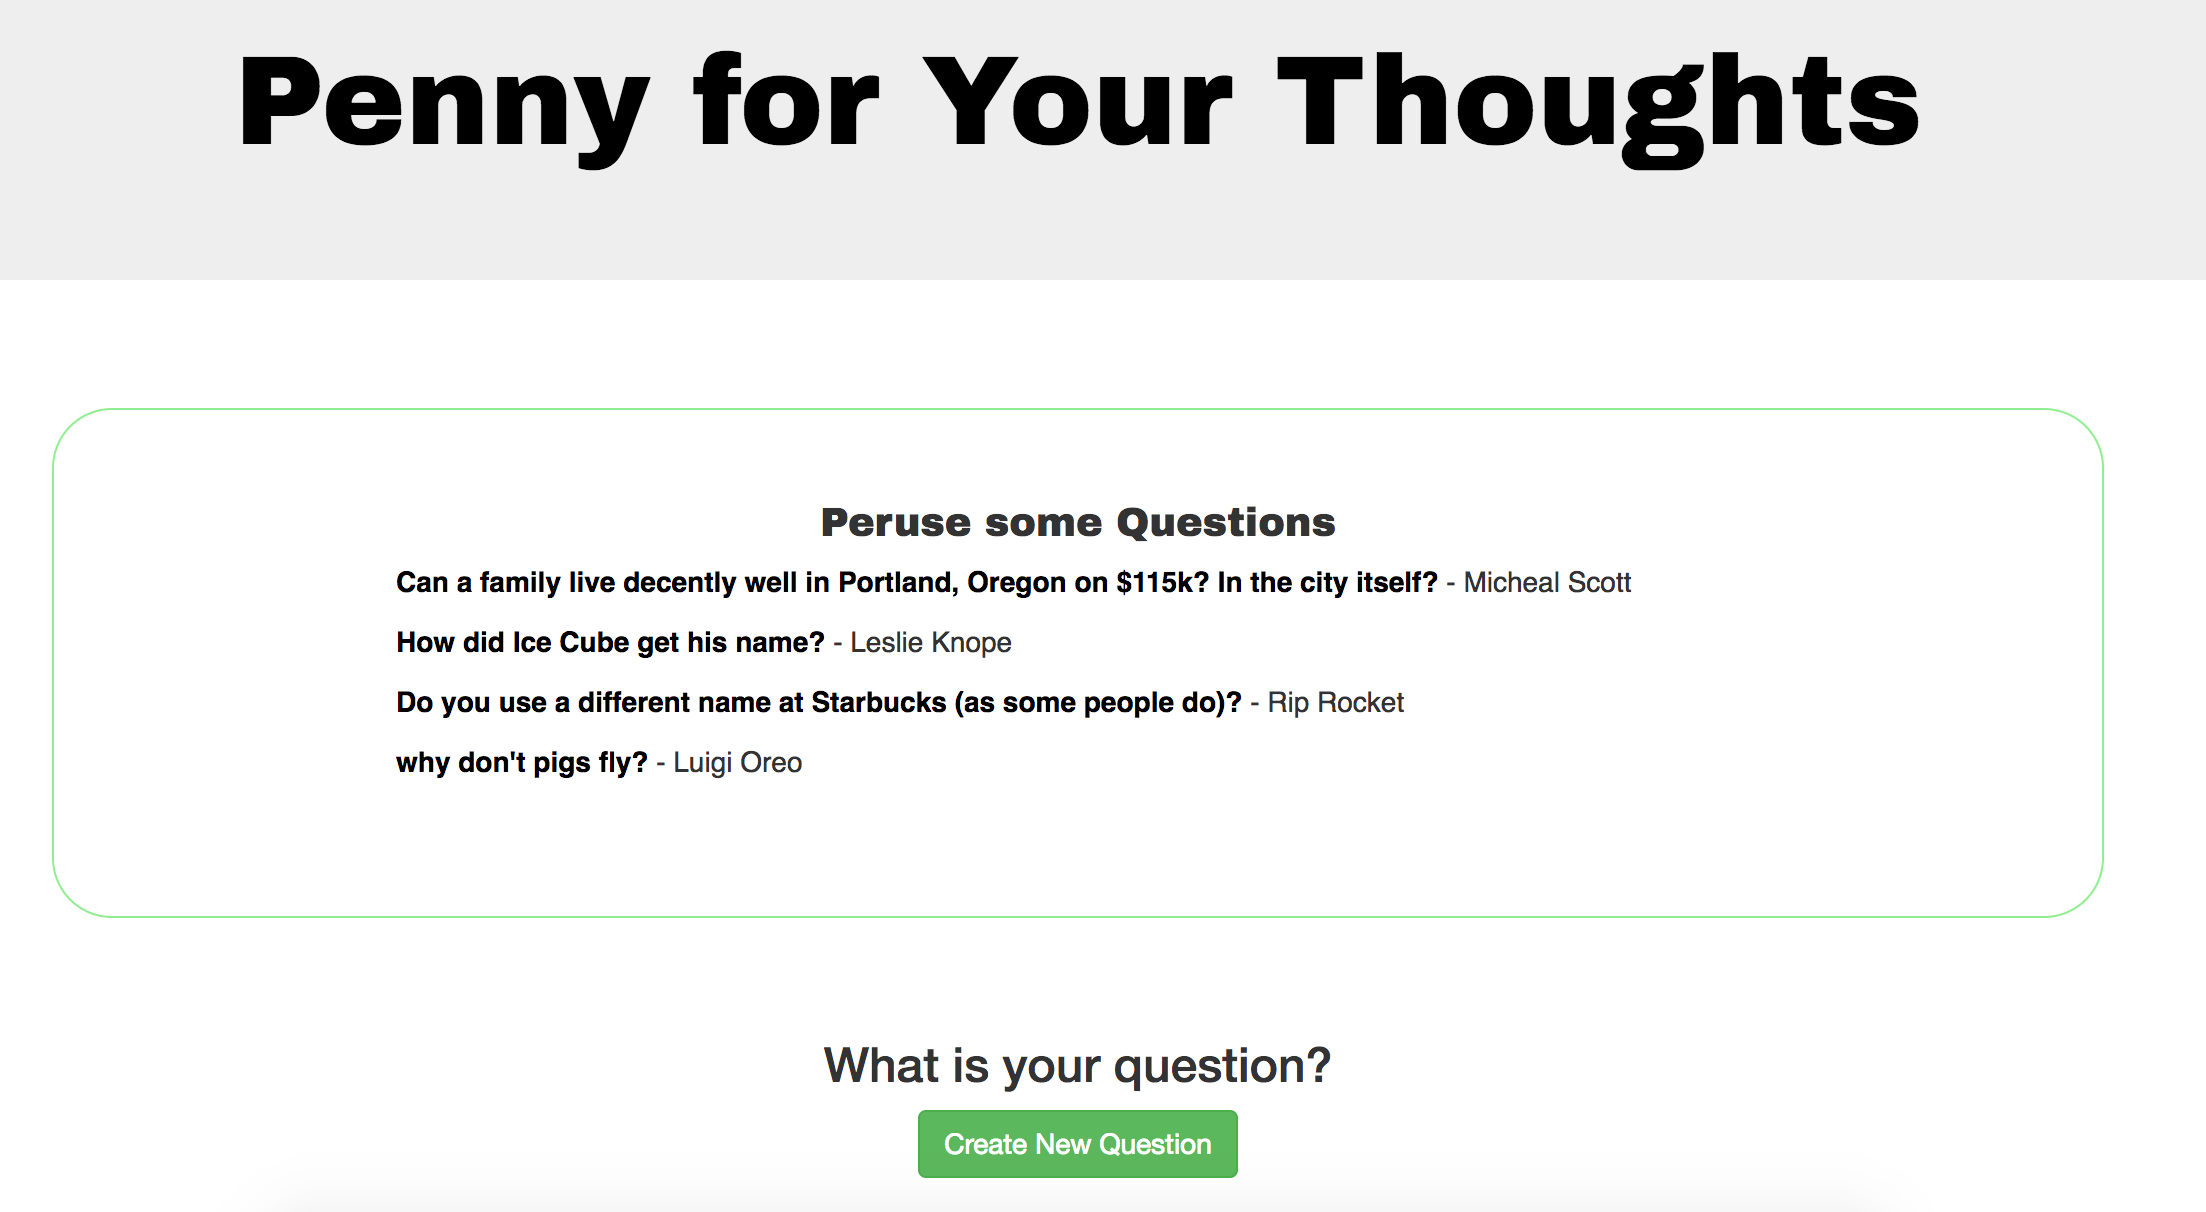 Penny for Your Thoughts
Peruse some Questions
Can a family live decently well in Portland, Oregon on $115k? In the city itself? - Micheal Scott
How did Ice Cube get his name? - Leslie Knope
Do you use a different name at Starbucks (as some people do)? - Rip Rocket
why don't pigs fly? - Luigi Oreo
What is your question?
Create New Question